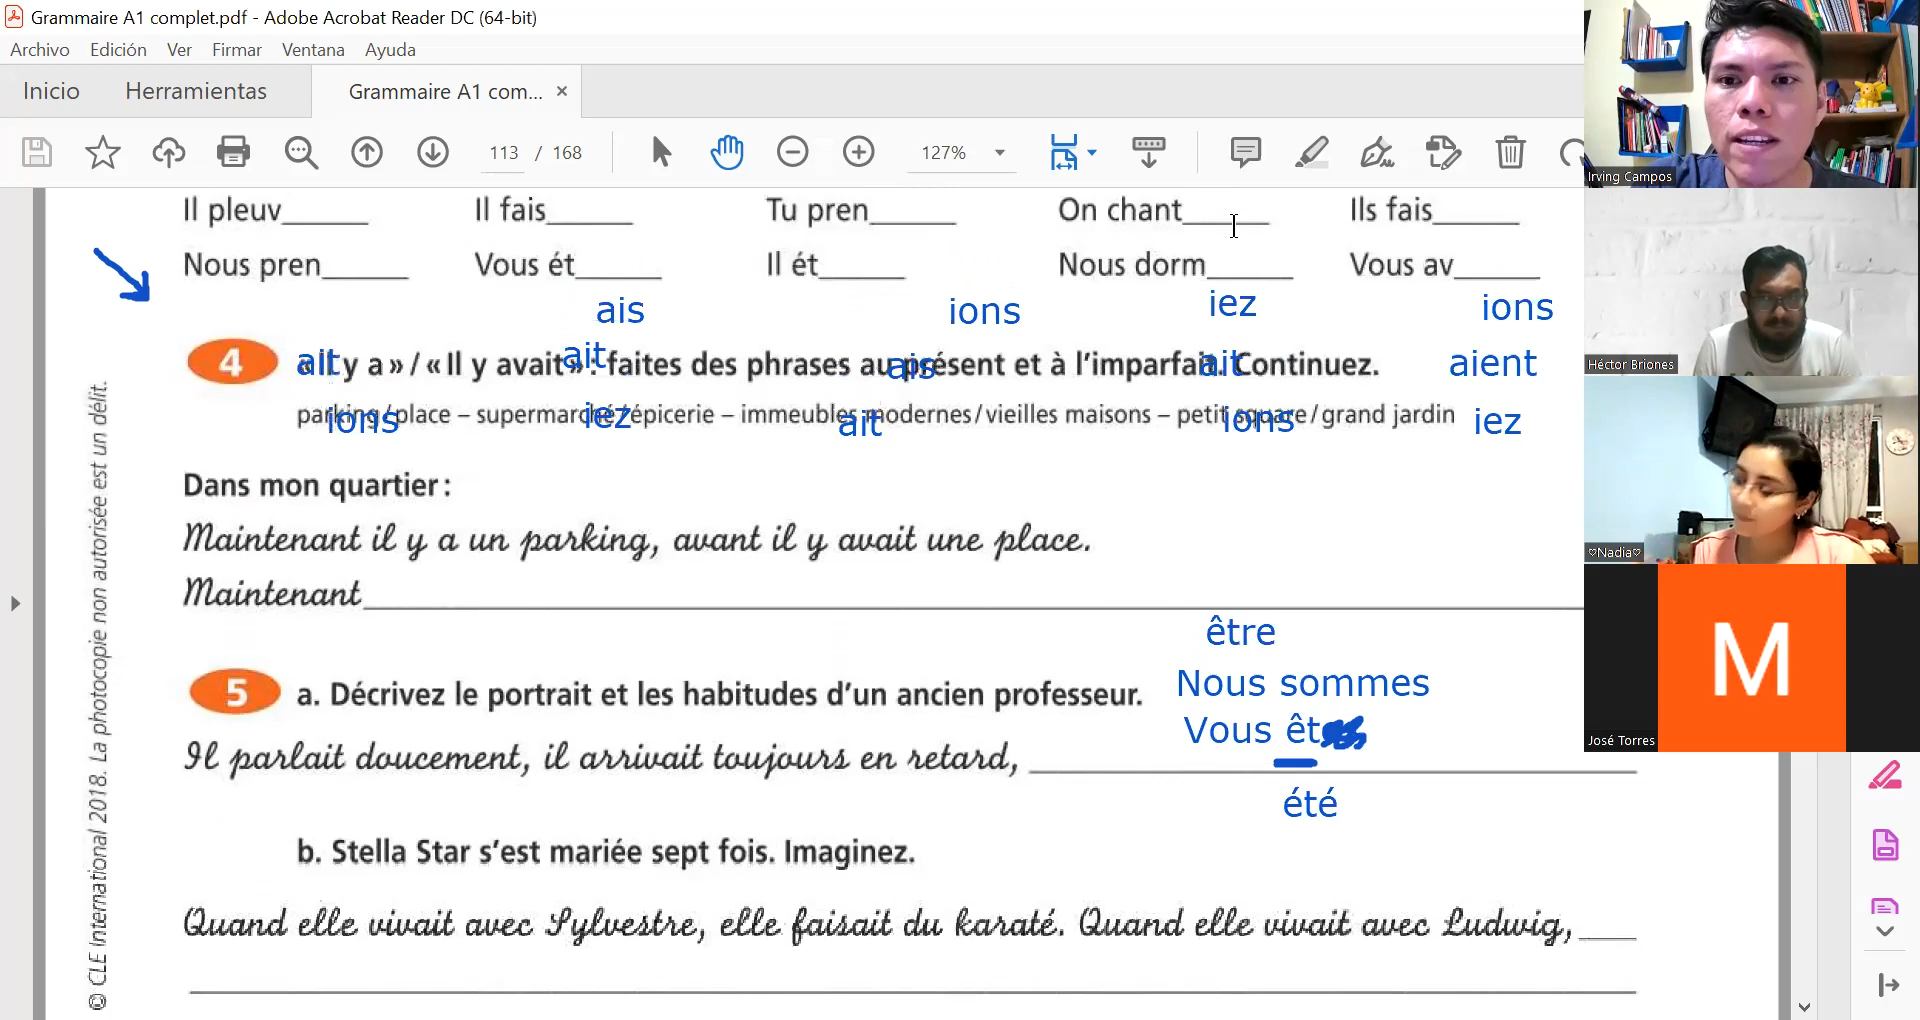 Grammaire A1 complet.pdf - Adobe Acrobat Reader DC (64-bit)
Archivo Edición Ver Firmar Ventana Ayuda
Inicio Herramientas Grammaire A1 com... ×
113 / 168 127%
Il pleuv______ Il fais______ Tu pren______ On chant______ Ils fais______
Nous pren______ Vous ét______ Il ét______ Nous dorm______ Vous av______
ais ions iez ions
4 « Il y a » / « Il y avait » : faites des phrases au présent et à l'imparfait. Continuez.
ait ait ais ait aient
parking / place – supermarché / épicerie – immeubles modernes / vieilles maisons – petit square / grand jardin
ions iez ait ions iez
Dans mon quartier :
Maintenant il y a un parking, avant il y avait une place.
Maintenant
être
5 a. Décrivez le portrait et les habitudes d'un ancien professeur.
Nous sommes
Vous êt
Il parlait doucement, il arrivait toujours en retard,
été
b. Stella Star s'est mariée sept fois. Imaginez.
Quand elle vivait avec Sylvestre, elle faisait du karaté. Quand elle vivait avec Ludwig,
© CLE International 2018. La photocopie non autorisée est un délit.
Irving Campos
Héctor Briones
♡Nadia♡
M
José Torres